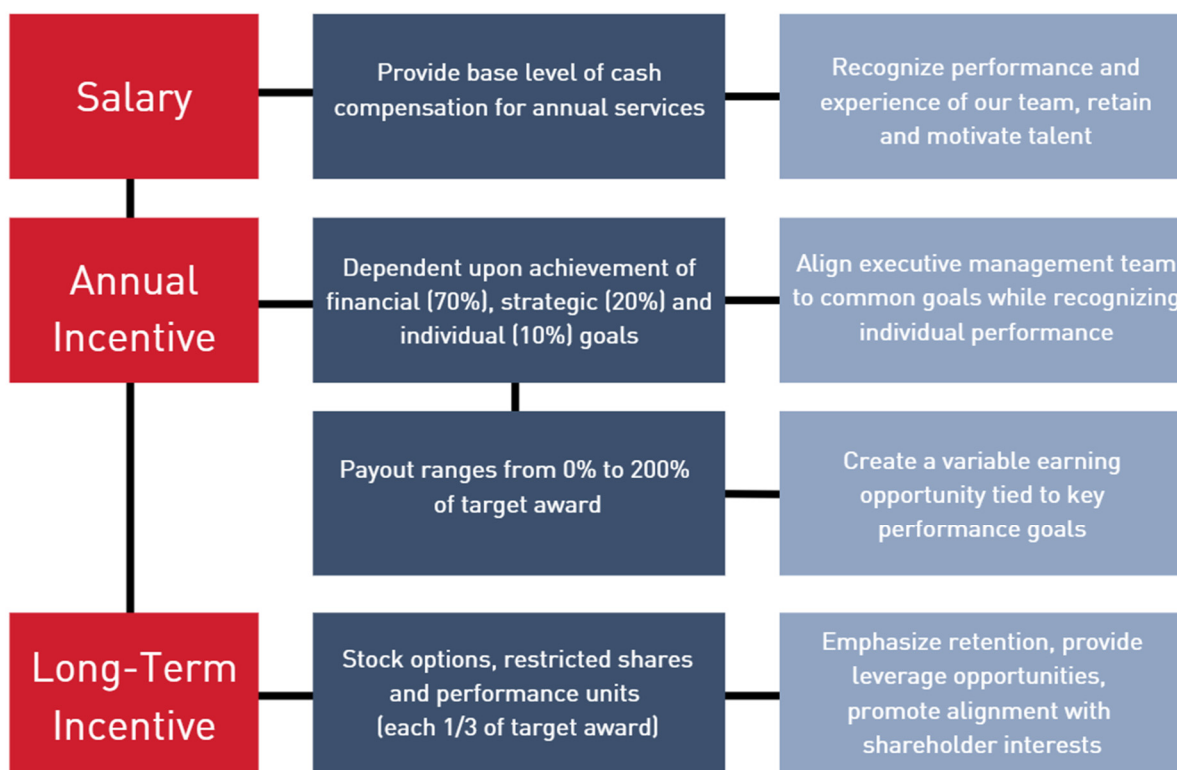 Salary
Provide base level of cash
compensation for annual services
Recognize performance and
experience of our team, retain
and motivate talent
Annual
Incentive
Dependent upon achievement of
financial (70%), strategic (20%) and
individual (10%) goals
Align executive management team
to common goals while recognizing
individual performance
Payout ranges from 0% to 200%
of target award
Create a variable earning
opportunity tied to key
performance goals
Long-Term
Incentive
Stock options, restricted shares
and performance units
(each 1/3 of target award)
Emphasize retention, provide
leverage opportunities,
promote alignment with
shareholder interests